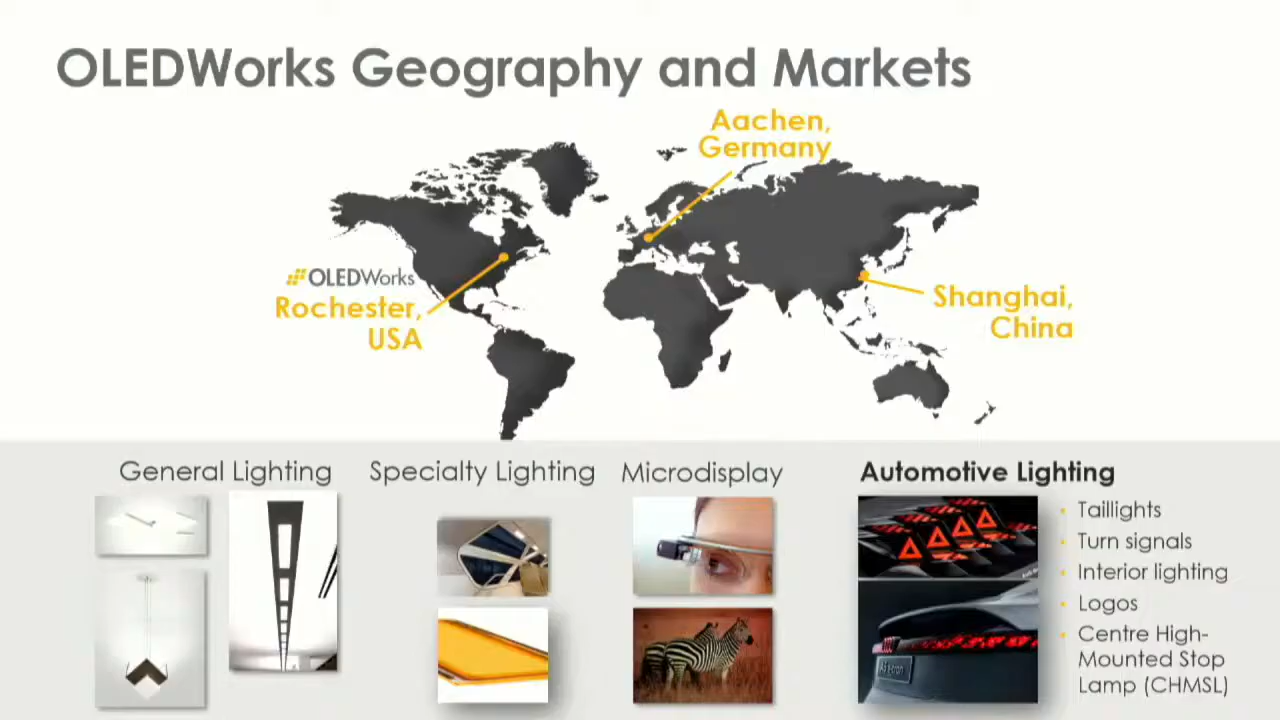 OLEDWorks Geography and Markets
Aachen,
Germany
OLEDWorks
Rochester,
USA
Shanghai,
China
General Lighting
Specialty Lighting
Microdisplay
Automotive Lighting
Taillights
Turn signals
Interior lighting
Logos
Centre High-
Mounted Stop
Lamp (CHMSL)